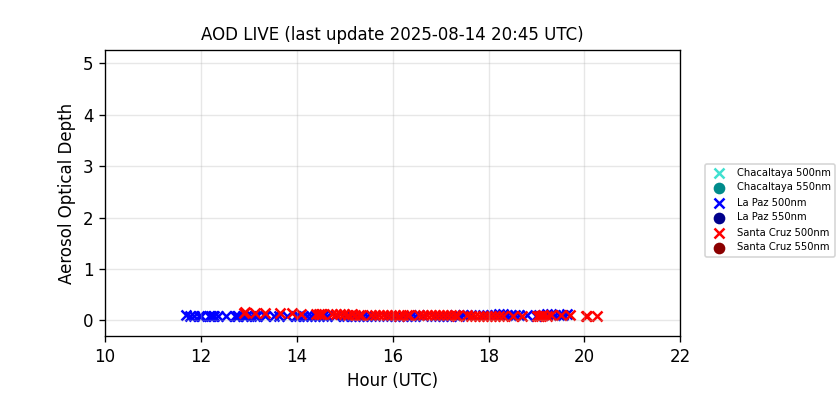 AOD LIVE (last update 2025-08-14 20:45 UTC)
Aerosol Optical Depth
5
4
3
2
1
0
10 12 14 16 18 20 22
Hour (UTC)
Chacaltaya 500nm
Chacaltaya 550nm
La Paz 500nm
La Paz 550nm
Santa Cruz 500nm
Santa Cruz 550nm